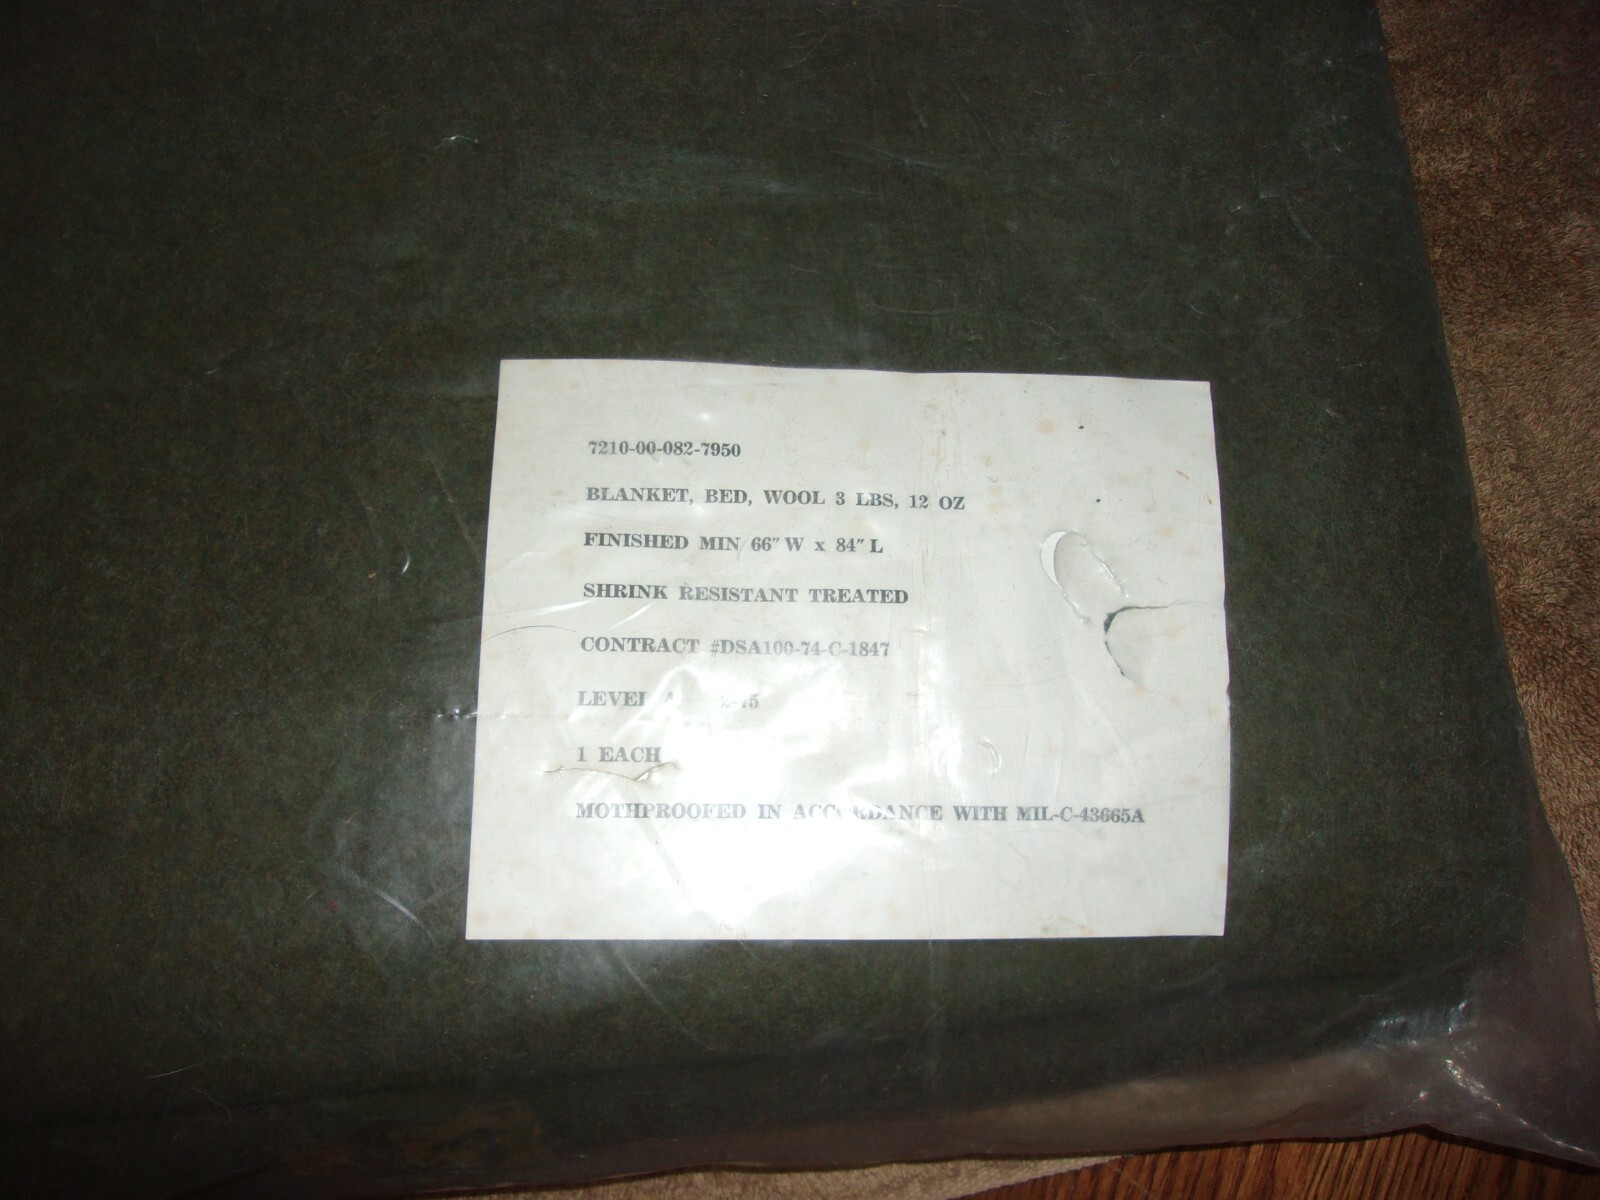 7210-00-082-7950
BLANKET, BED, WOOL 3 LBS, 12 OZ
FINISHED MIN 66" W x 84" L
SHRINK RESISTANT TREATED
CONTRACT #DSA100-74-C-1847
LEVEL A
1 EACH
MOTHPROOFED IN ACCORDANCE WITH MIL-C-43665A